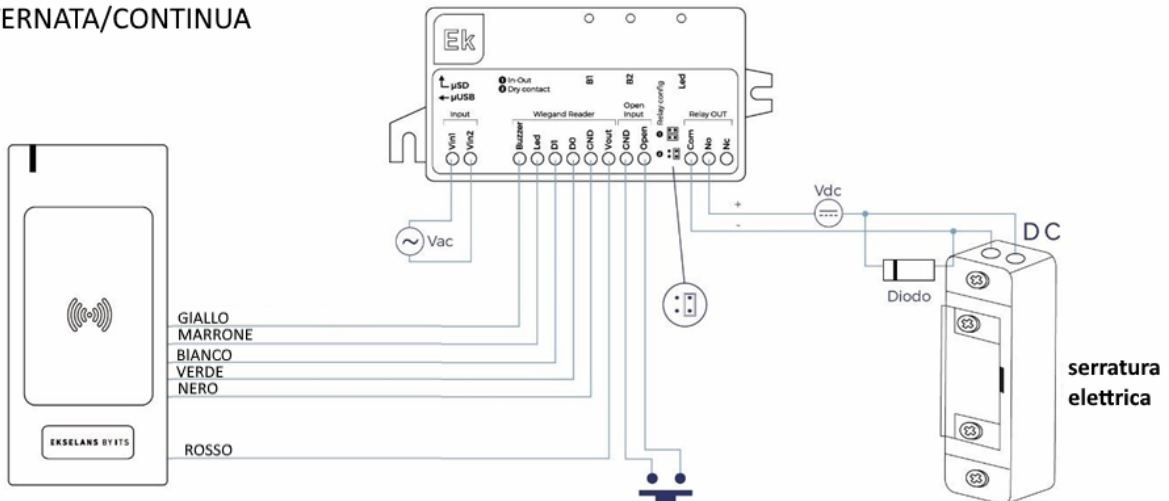 ERNATA/CONTINUA
Ek
µSD
µUSB
1 In-Out
2 Dry contact
B1
B2
Relay config
Led
Input
Wiegand Reader
Open
Input
Relay OUT
Vin1
Vin2
Buzzer
Led
D1
D0
GND
Vout
GND
Open
Com
No
Nc
Vac
Vdc
+
-
DC
Diodo
GIALLO
MARRONE
BIANCO
VERDE
NERO
ROSSO
EKSELANS BY ITS
serratura
elettrica